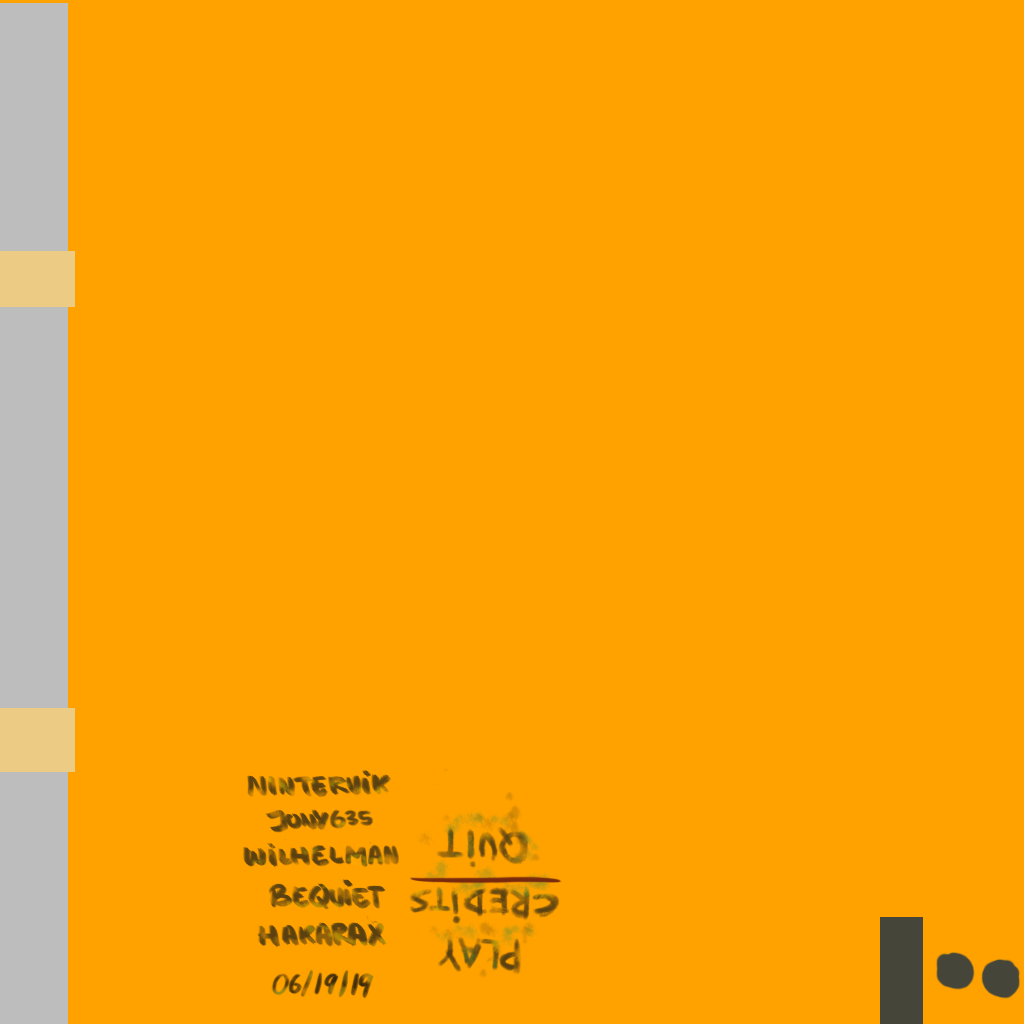 NINTERVIK
JONY635
WILHELMAN
BEQUIET
HAKARAX
06/19/19
PLAY
CREDITS
QUIT